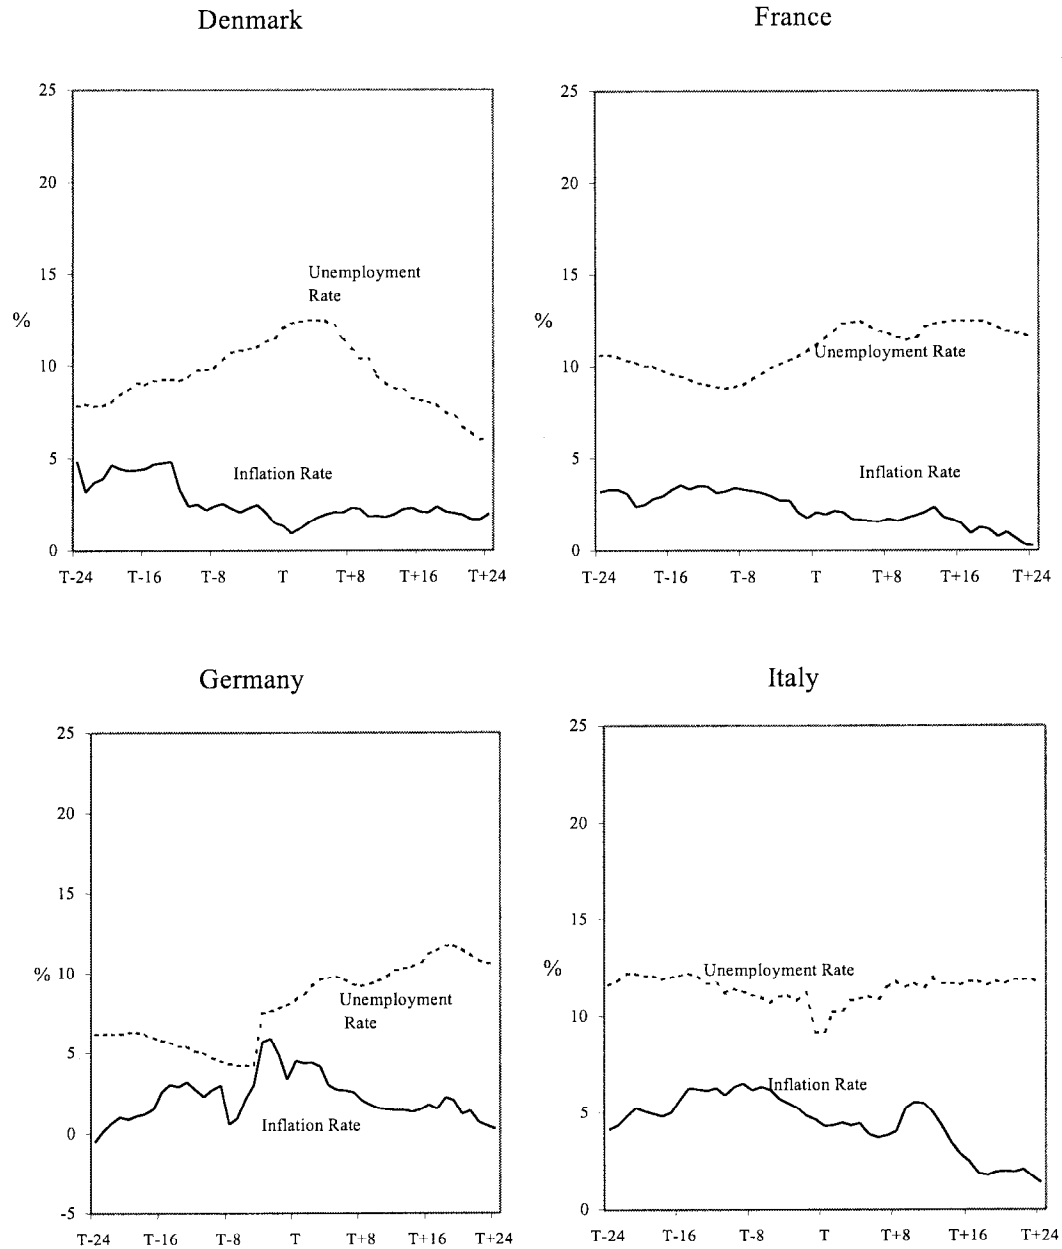 Denmark
25
20
15
10
5
0
%
Unemployment
Rate
Inflation Rate
T-24 T-16 T-8 T T+8 T+16 T+24
France
25
20
15
10
5
0
%
Unemployment Rate
Inflation Rate
T-24 T-16 T-8 T T+8 T+16 T+24
Germany
25
20
15
10
5
0
-5
%
Unemployment
Rate
Inflation Rate
T-24 T-16 T-8 T T+8 T+16 T+24
Italy
25
20
15
10
5
0
%
Unemployment Rate
Inflation Rate
T-24 T-16 T-8 T T+8 T+16 T+24